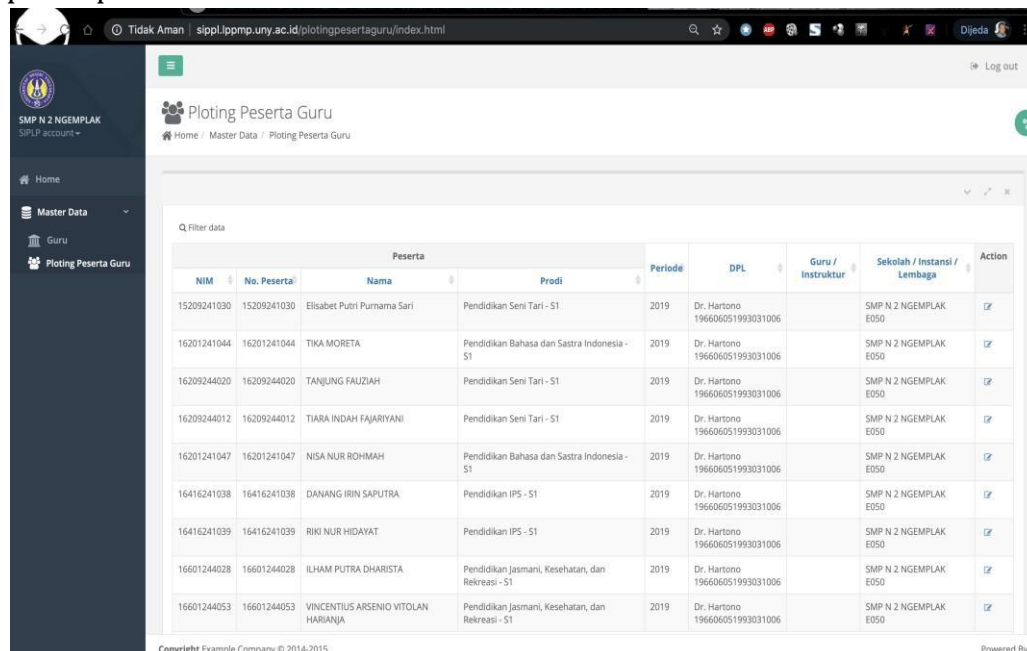 Tidak Aman | sippl.lppmp.uny.ac.id/plotingpesertaguru/index.html Dijeda
Log out
SMP N 2 NGEMPLAK
SIPLP account
Ploting Peserta Guru
Home / Master Data / Ploting Peserta Guru
Home
Master Data
Guru
Ploting Peserta Guru
Filter data
Peserta Periode DPL Guru / Instruktur Sekolah / Instansi / Lembaga Action
NIM No. Peserta Nama Prodi
15209241030 15209241030 Elisabet Putri Purnama Sari Pendidikan Seni Tari - S1 2019 Dr. Hartono SMP N 2 NGEMPLAK
196606051993031006 E050
16201241044 16201241044 TIKA MORETA Pendidikan Bahasa dan Sastra Indonesia - 2019 Dr. Hartono SMP N 2 NGEMPLAK
S1 196606051993031006 E050
16209244020 16209244020 TANJUNG FAUZIAH Pendidikan Seni Tari - S1 2019 Dr. Hartono SMP N 2 NGEMPLAK
196606051993031006 E050
16209244012 16209244012 TIARA INDAH FAJARIYANI Pendidikan Seni Tari - S1 2019 Dr. Hartono SMP N 2 NGEMPLAK
196606051993031006 E050
16201241047 16201241047 NISA NUR ROHMAH Pendidikan Bahasa dan Sastra Indonesia - 2019 Dr. Hartono SMP N 2 NGEMPLAK
S1 196606051993031006 E050
16416241038 16416241038 DANANG IRIN SAPUTRA Pendidikan IPS - S1 2019 Dr. Hartono SMP N 2 NGEMPLAK
196606051993031006 E050
16416241039 16416241039 RIKI NUR HIDAYAT Pendidikan IPS - S1 2019 Dr. Hartono SMP N 2 NGEMPLAK
196606051993031006 E050
16601244028 16601244028 ILHAM PUTRA DHARISTA Pendidikan Jasmani, Kesehatan, dan 2019 Dr. Hartono SMP N 2 NGEMPLAK
Rekreasi - S1 196606051993031006 E050
16601244053 16601244053 VINCENTIUS ARSENIO VITOLAN Pendidikan Jasmani, Kesehatan, dan 2019 Dr. Hartono SMP N 2 NGEMPLAK
HARIANJA Rekreasi - S1 196606051993031006 E050
Copyright Example Company © 2014-2015 Powered By